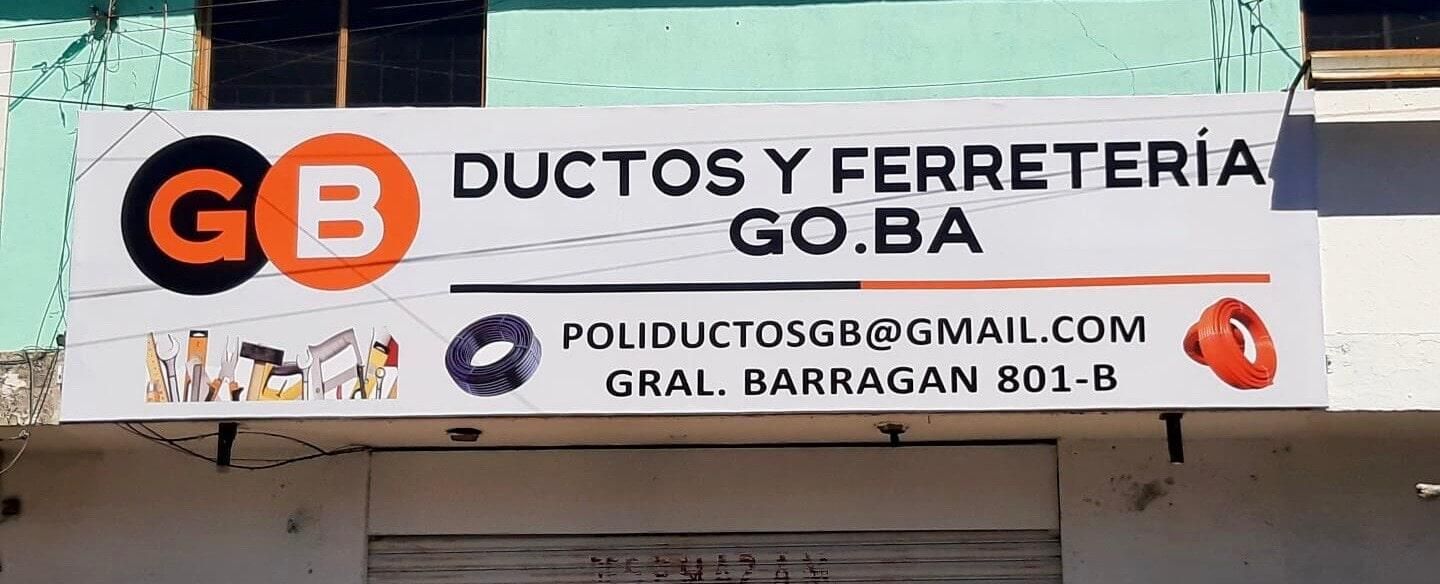 GB
DUCTOS Y FERRETERÍA
GO.BA
POLIDUCTOSGB@GMAIL.COM
GRAL. BARRAGAN 801-B